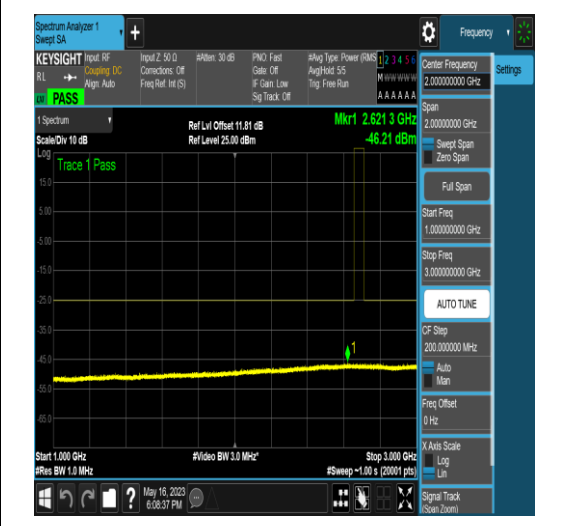 Spectrum Analyzer 1
Swept SA
+
Frequency
KEYSIGHT
RL
Align: Auto
Input: RF
Coupling: DC
Input Z: 50 Ω
Corrections: Off
Freq Ref: Int (S)
#Atten: 30 dB
PNO: Fast
Gate: Off
IF Gain: Low
Sig Track: Off
#Avg Type: Power (RMS
Avg|Hold: 5/5
Trig: Free Run
1 2 3 4 5 6
M w w w w w
A A A A A A
PASS
1 Spectrum
Scale/Div 10 dB
Log
Ref Lvl Offset 11.81 dB
Ref Level 25.00 dBm
Mkr1 2.621 3 GHz
-46.21 dBm
Trace 1 Pass
15.0
5.00
-5.00
-15.0
-25.0
-35.0
-45.0
-55.0
-65.0
1
Start 1.000 GHz
#Res BW 1.0 MHz
#Video BW 3.0 MHz*
Stop 3.000 GHz
#Sweep ~1.00 s (20001 pts)
May 16, 2023
6:08:37 PM
?
Center Frequency
2.000000000 GHz
Settings
Span
2.00000000 GHz
Swept Span
Zero Span
Full Span
Start Freq
1.000000000 GHz
Stop Freq
3.000000000 GHz
AUTO TUNE
CF Step
200.000000 MHz
Auto
Man
Freq Offset
0 Hz
X Axis Scale
Log
Lin
Signal Track
(Span Zoom)